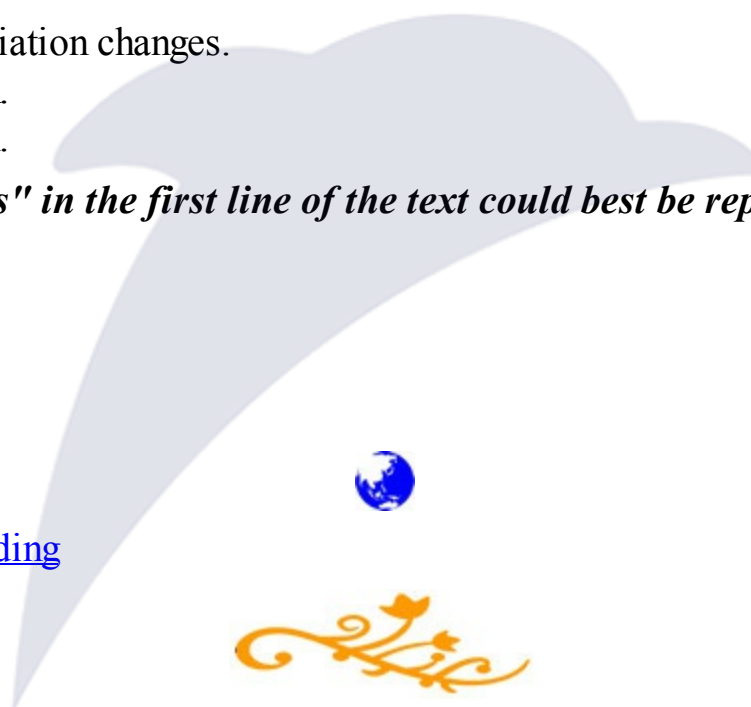 iation changes.
.
.
s" in the first line of the text could best be rep
ding